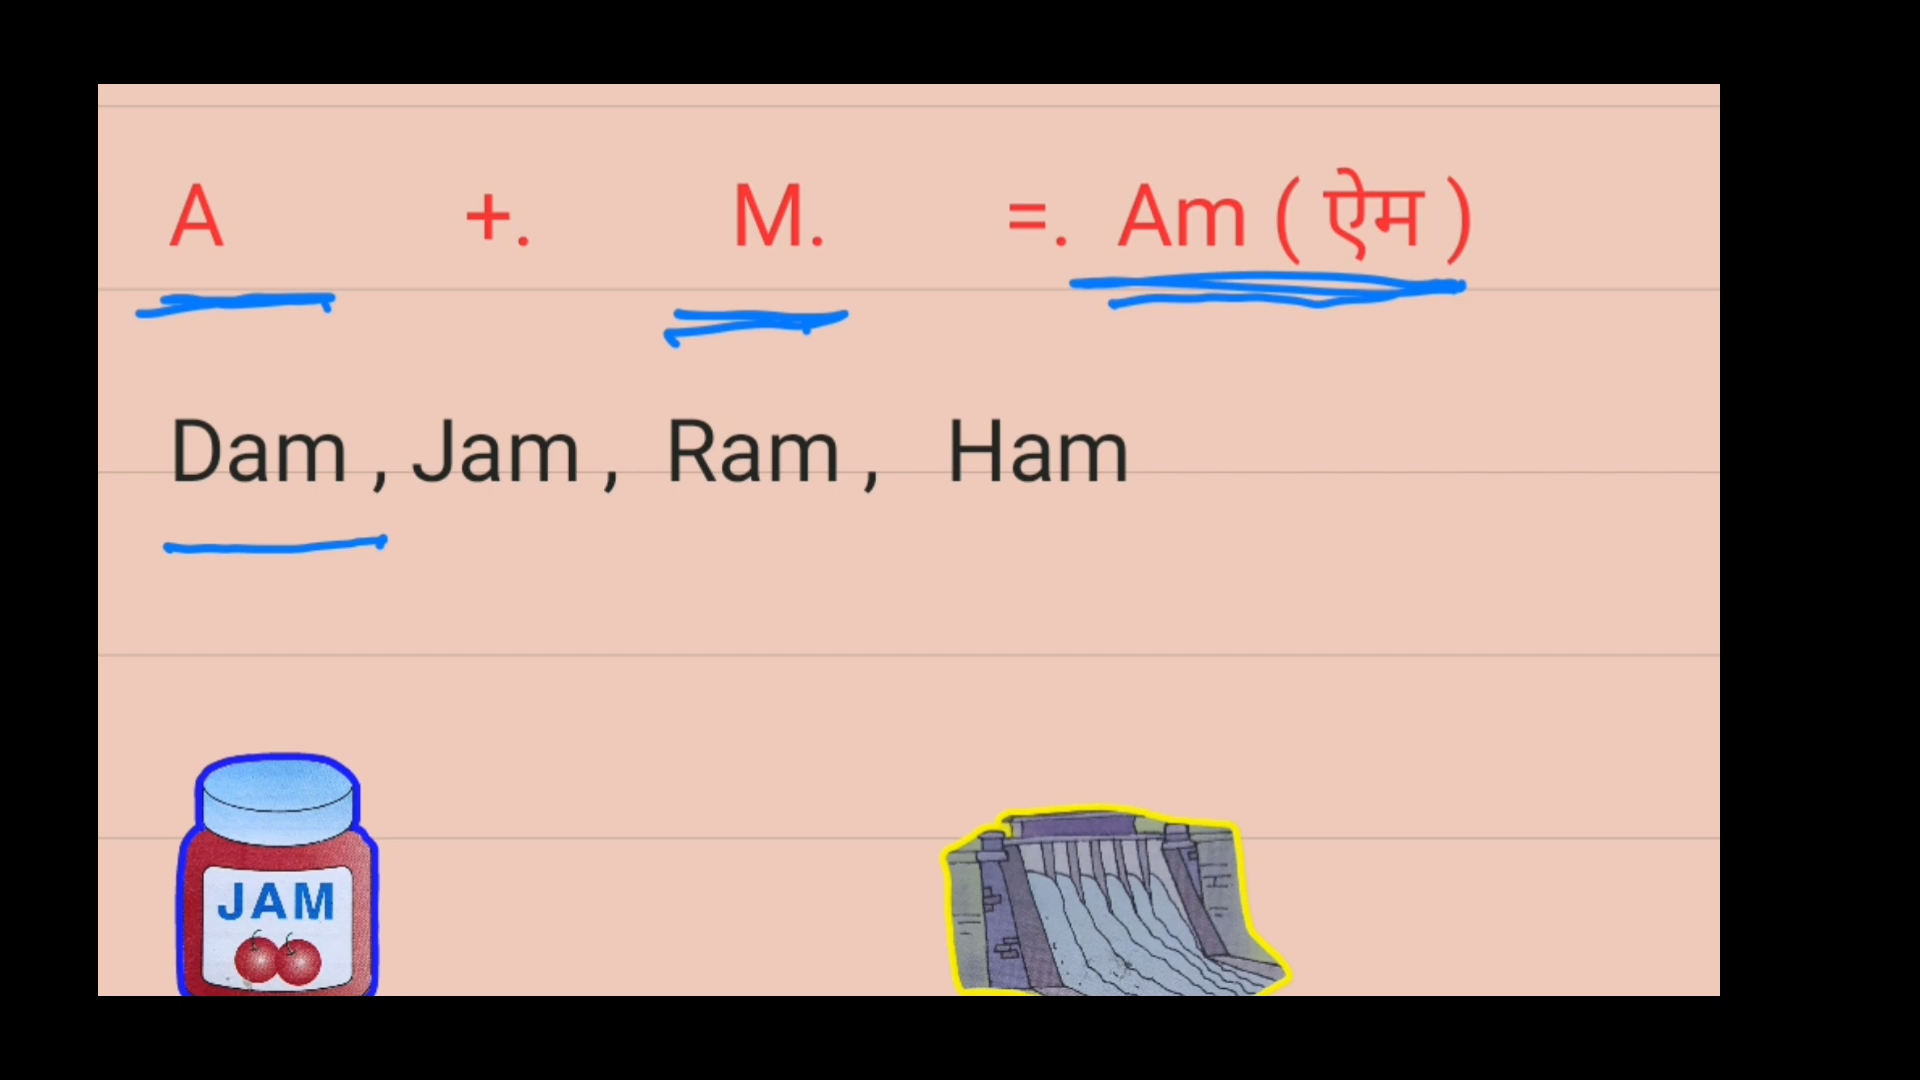 A +. M. =. Am ( ऐम )
Dam , Jam , Ram , Ham
JAM